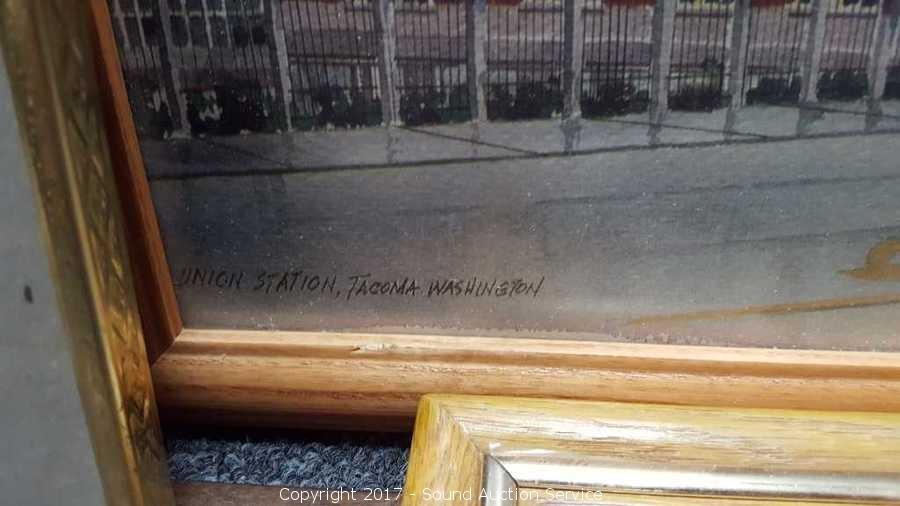 UNION STATION, TACOMA WASHINGTON
Copyright 2017 - Sound Auction Service